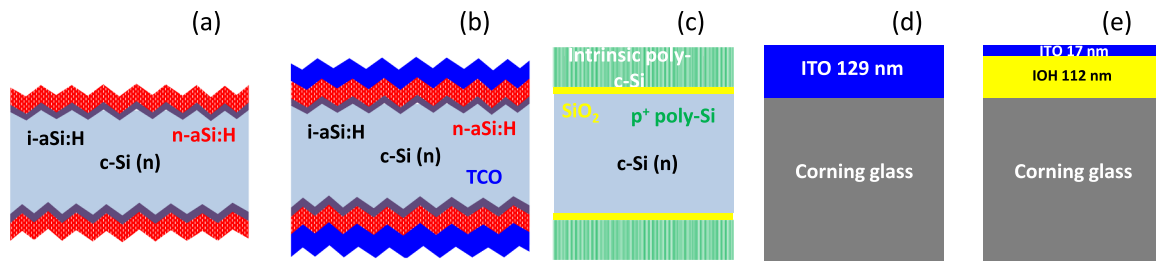 (a)
(b)
(c)
(d)
(e)
i-aSi:H
n-aSi:H
c-Si (n)
i-aSi:H
n-aSi:H
c-Si (n)
TCO
Intrinsic poly-
c-Si
SiO₂
p⁺ poly-Si
c-Si (n)
ITO 129 nm
Corning glass
ITO 17 nm
IOH 112 nm
Corning glass